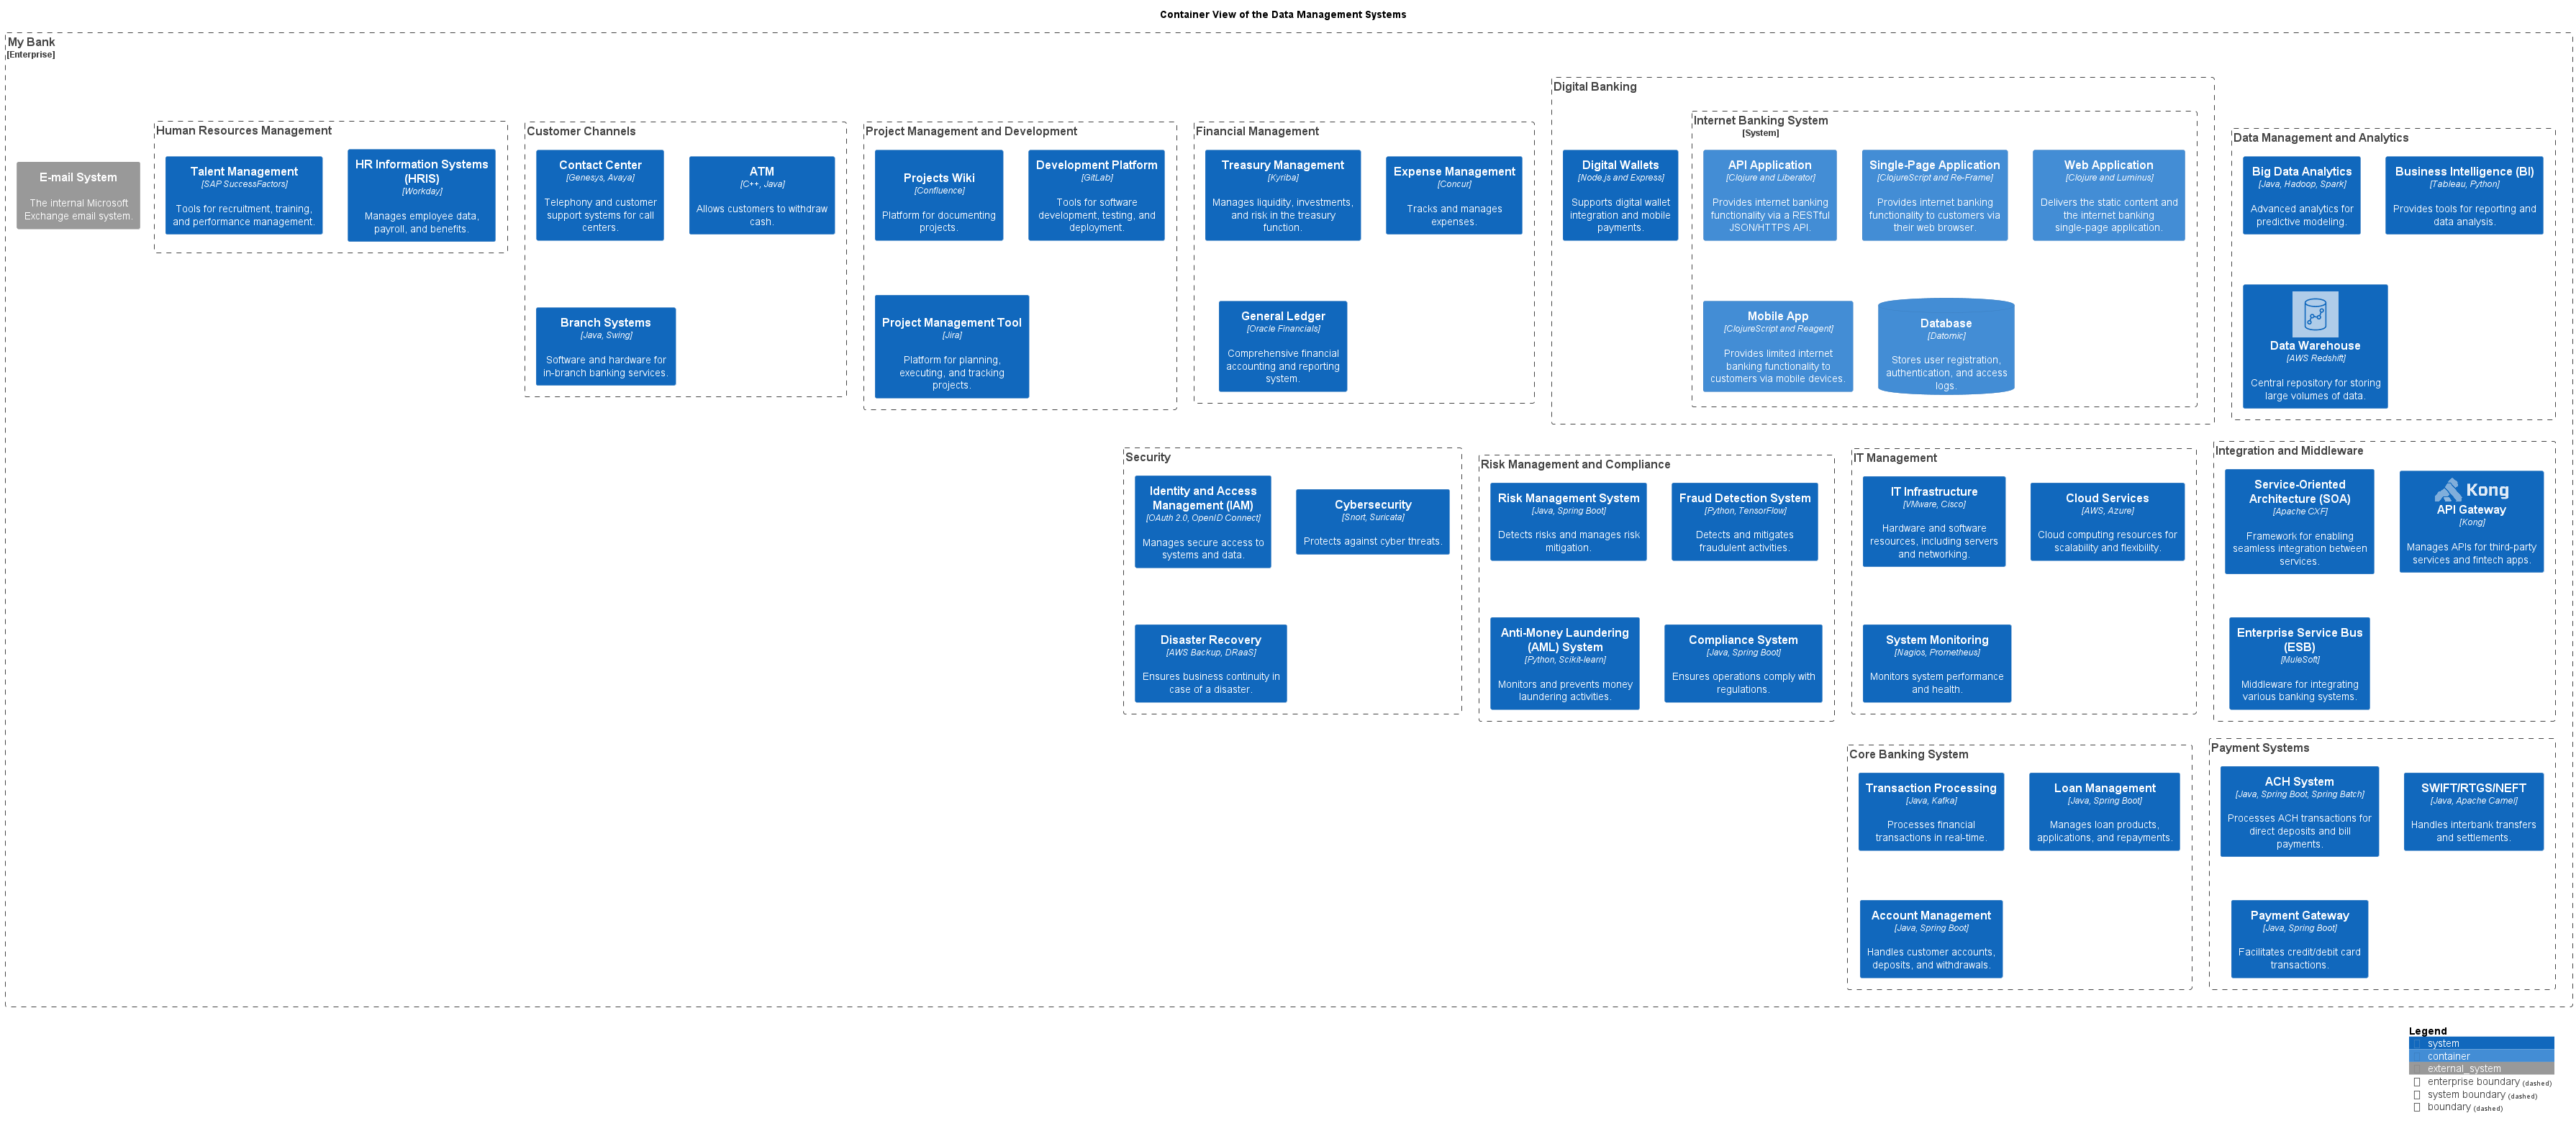 Container View of the Data Management Systems
My Bank
[Enterprise]
E-mail System
The internal Microsoft
Exchange email system.
Human Resources Management
Talent Management
[SAP SuccessFactors]
Tools for recruitment, training,
and performance management.
HR Information Systems
(HRIS)
[Workday]
Manages employee data,
payroll, and benefits.
Customer Channels
Contact Center
[Genesys, Avaya]
Telephony and customer
support systems for call
centers.
ATM
[C++, Java]
Allows customers to withdraw
cash.
Branch Systems
[Java, Swing]
Software and hardware for
in-branch banking services.
Project Management and Development
Projects Wiki
[Confluence]
Platform for documenting
projects.
Development Platform
[GitLab]
Tools for software
development, testing, and
deployment.
Project Management Tool
[Jira]
Platform for planning,
executing, and tracking
projects.
Financial Management
Treasury Management
[Kyriba]
Manages liquidity, investments,
and risk in the treasury
function.
Expense Management
[Concur]
Tracks and manages
expenses.
General Ledger
[Oracle Financials]
Comprehensive financial
accounting and reporting
system.
Digital Banking
Digital Wallets
[Node.js and Express]
Supports digital wallet
integration and mobile
payments.
Internet Banking System
[System]
API Application
[Clojure and Liberator]
Provides internet banking
functionality via a RESTful
JSON/HTTPS API.
Single-Page Application
[ClojureScript and Re-Frame]
Provides internet banking
functionality to customers via
their web browser.
Web Application
[Clojure and Luminus]
Delivers the static content and
the internet banking
single-page application.
Mobile App
[ClojureScript and Reagent]
Provides limited internet
banking functionality to
customers via mobile devices.
Database
[Datomic]
Stores user registration,
authentication, and access
logs.
Data Management and Analytics
Big Data Analytics
[Java, Hadoop, Spark]
Advanced analytics for
predictive modeling.
Business Intelligence (BI)
[Tableau, Python]
Provides tools for reporting and
data analysis.
Data Warehouse
[AWS Redshift]
Central repository for storing
large volumes of data.
Security
Identity and Access
Management (IAM)
[OAuth 2.0, OpenID Connect]
Manages secure access to
systems and data.
Cybersecurity
[Snort, Suricata]
Protects against cyber threats.
Disaster Recovery
[AWS Backup, DRaaS]
Ensures business continuity in
case of a disaster.
Risk Management and Compliance
Risk Management System
[Java, Spring Boot]
Detects risks and manages risk
mitigation.
Fraud Detection System
[Python, TensorFlow]
Detects and mitigates
fraudulent activities.
Anti-Money Laundering
(AML) System
[Python, Scikit-learn]
Monitors and prevents money
laundering activities.
Compliance System
[Java, Spring Boot]
Ensures operations comply with
regulations.
IT Management
IT Infrastructure
[VMware, Cisco]
Hardware and software
resources, including servers
and networking.
Cloud Services
[AWS, Azure]
Cloud computing resources for
scalability and flexibility.
System Monitoring
[Nagios, Prometheus]
Monitors system performance
and health.
Integration and Middleware
Service-Oriented
Architecture (SOA)
[Apache CXF]
Framework for enabling
seamless integration between
services.
Kong
API Gateway
[Kong]
Manages APIs for third-party
services and fintech apps.
Enterprise Service Bus
(ESB)
[MuleSoft]
Middleware for integrating
various banking systems.
Core Banking System
Transaction Processing
[Java, Kafka]
Processes financial
transactions in real-time.
Loan Management
[Java, Spring Boot]
Manages loan products,
applications, and repayments.
Account Management
[Java, Spring Boot]
Handles customer accounts,
deposits, and withdrawals.
Payment Systems
ACH System
[Java, Spring Boot, Spring Batch]
Processes ACH transactions for
direct deposits and bill
payments.
SWIFT/RTGS/NEFT
[Java, Apache Camel]
Handles interbank transfers
and settlements.
Payment Gateway
[Java, Spring Boot]
Facilitates credit/debit card
transactions.
Legend
system
container
external_system
enterprise boundary (dashed)
system boundary (dashed)
boundary (dashed)